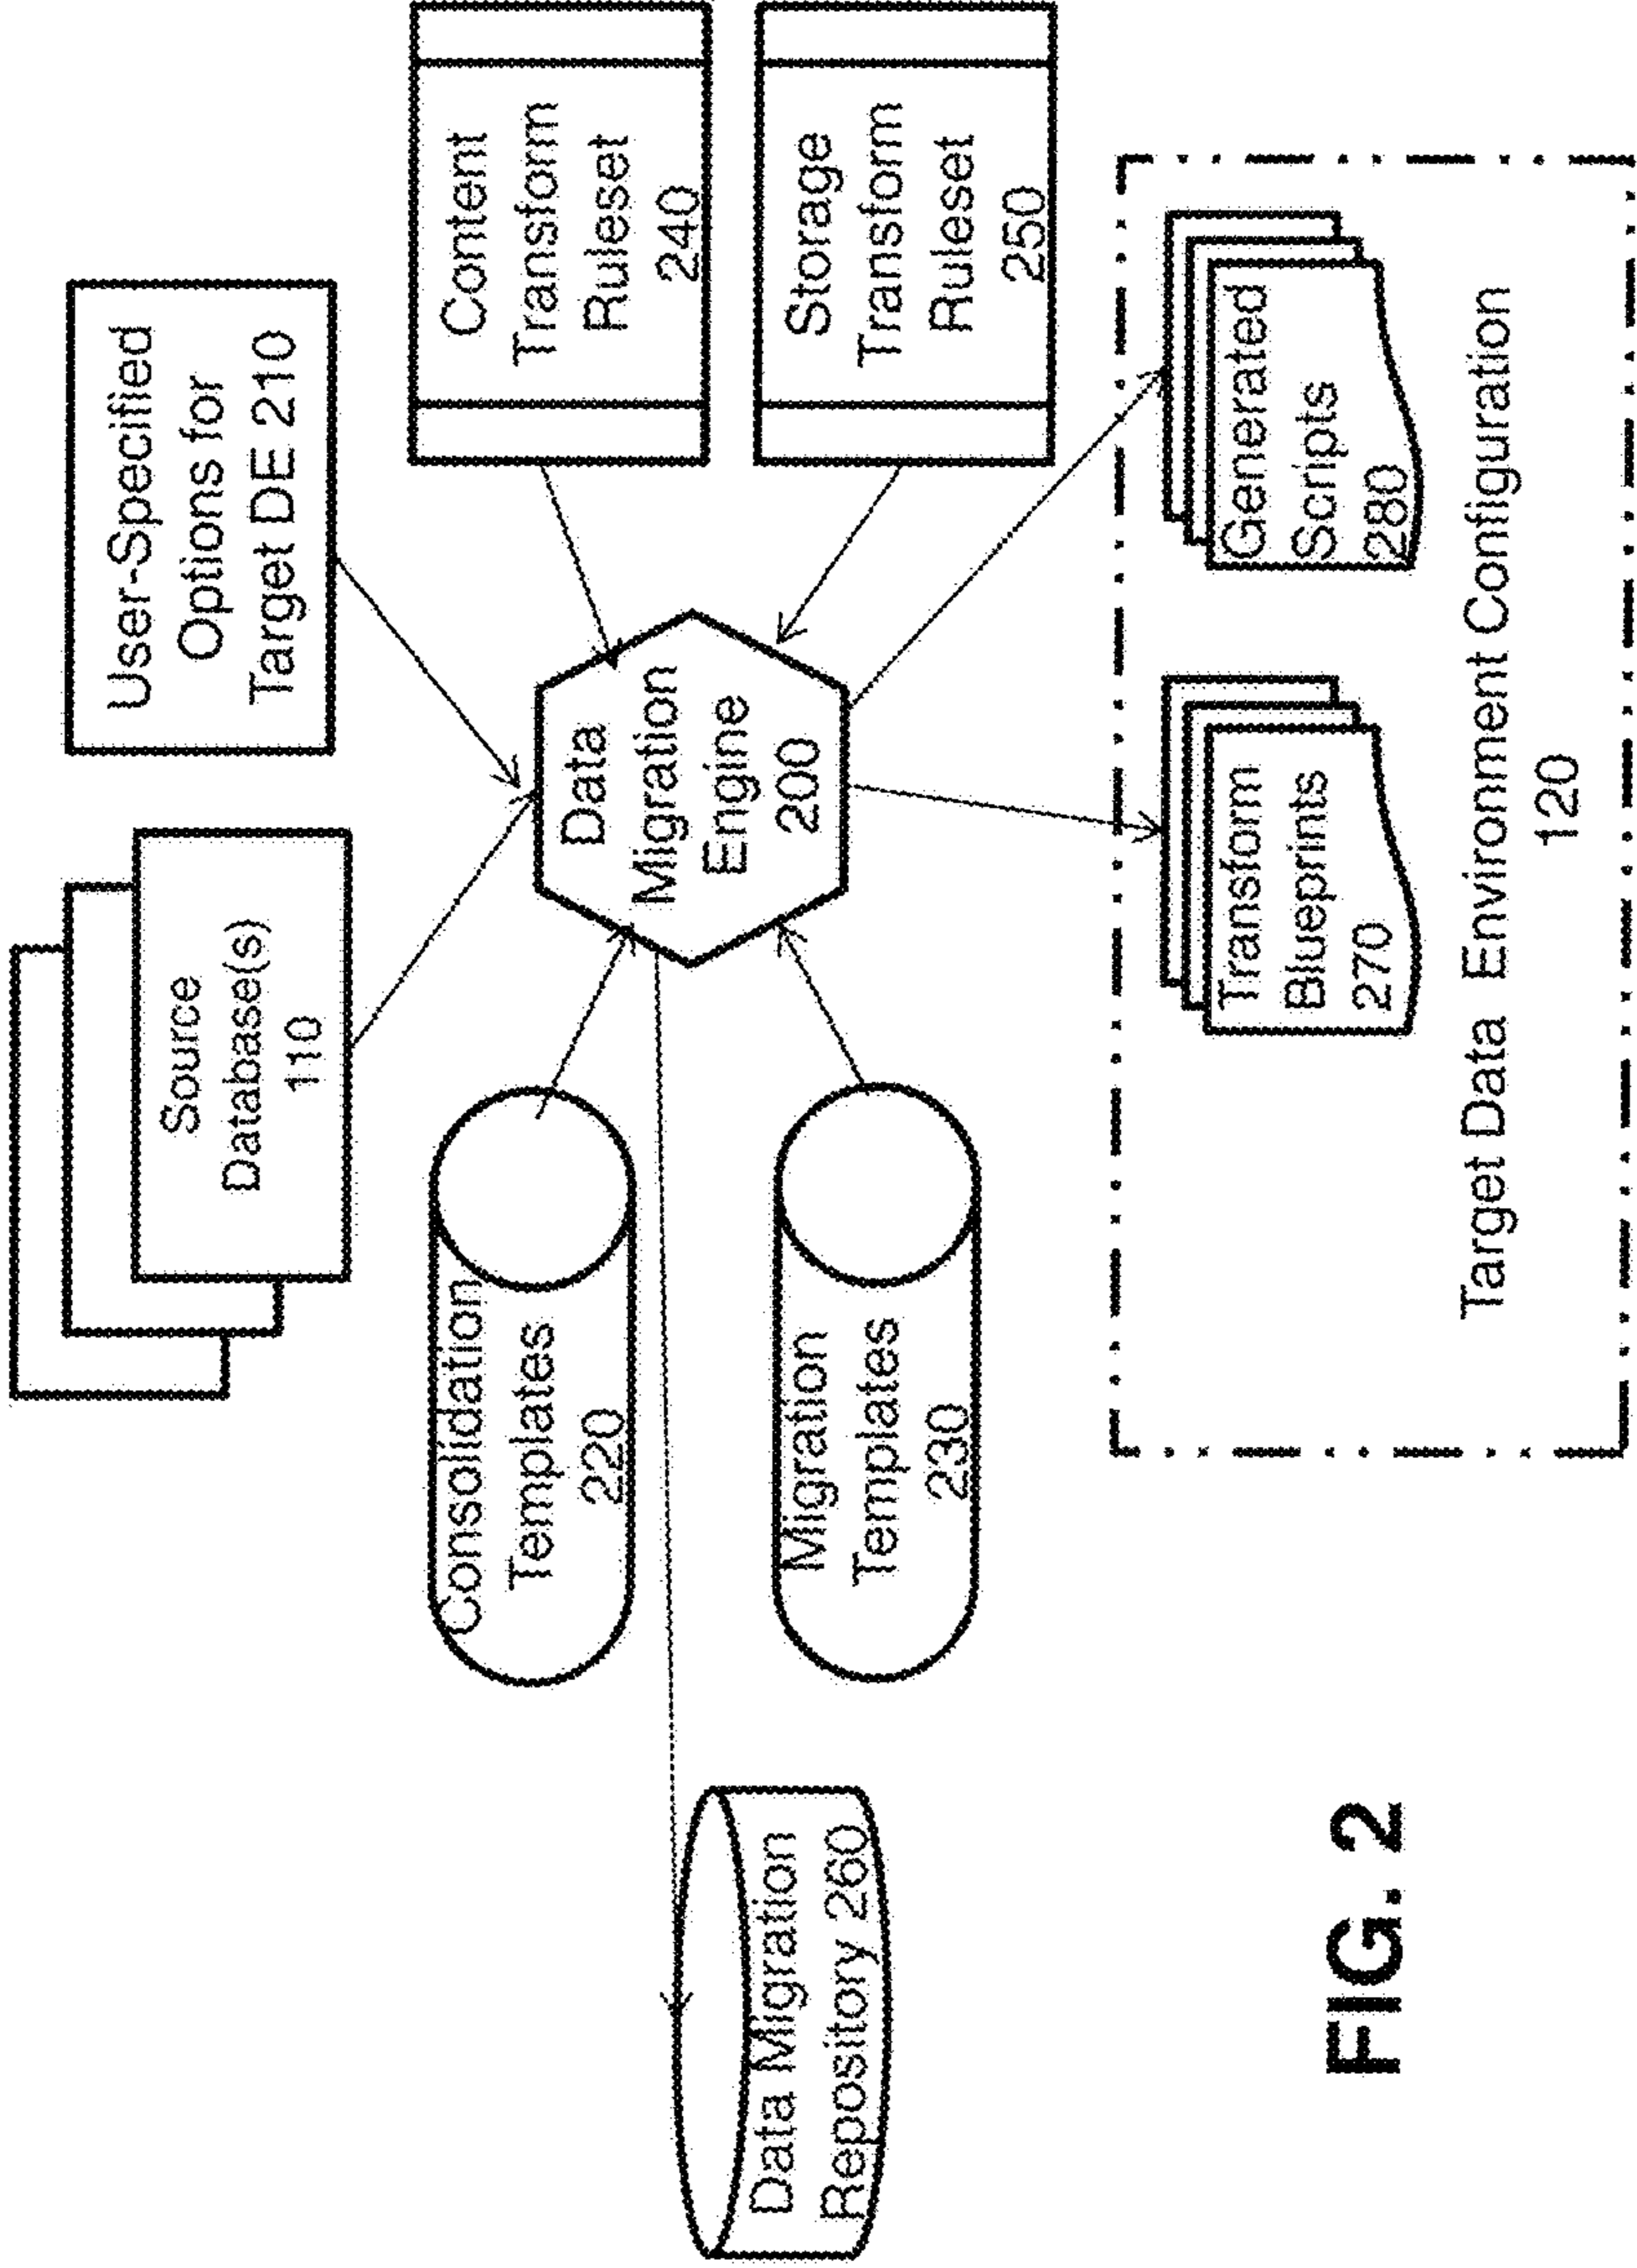 Source
Database(s)
110
User-Specified
Options for
Target DE 210
Consolidation
Templates
220
Data
Migration
Engine
200
Content
Transform
Ruleset
240
Migration
Templates
230
Storage
Transform
Ruleset
250
Data Migration
Repository 260
Transform
Blueprints
270
Generated
Scripts
280
Target Data Environment Configuration
120
FIG. 2